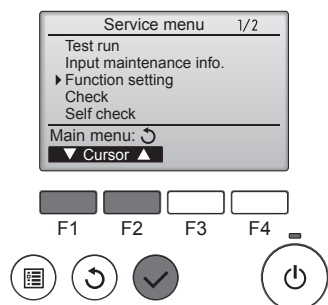 Service menu 1/2
Test run
Input maintenance info.
Function setting
Check
Self check
Main menu:
Cursor
F1 F2 F3 F4